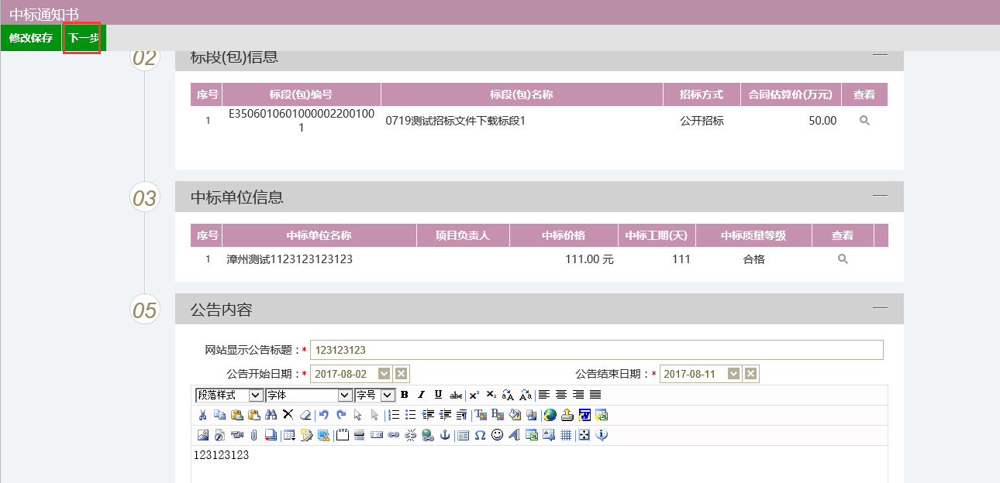 中标通知书
修改保存 下一步
02 标段(包)信息
序号 标段(包)编号 标段(包)名称 招标方式 合同估算价(万元) 查看
1 E3506010601000002200100
1 0719测试招标文件下载标段1 公开招标 50.00
03 中标单位信息
序号 中标单位名称 项目负责人 中标价格 中标工期(天) 中标质量等级 查看
1 漳州测试1123123123123 111.00 元 111 合格
05 公告内容
网站显示公告标题：* 123123123
公告开始日期：* 2017-08-02 公告结束日期：* 2017-08-11
段落样式 字体 字号 B I U abc x² x₂
123123123